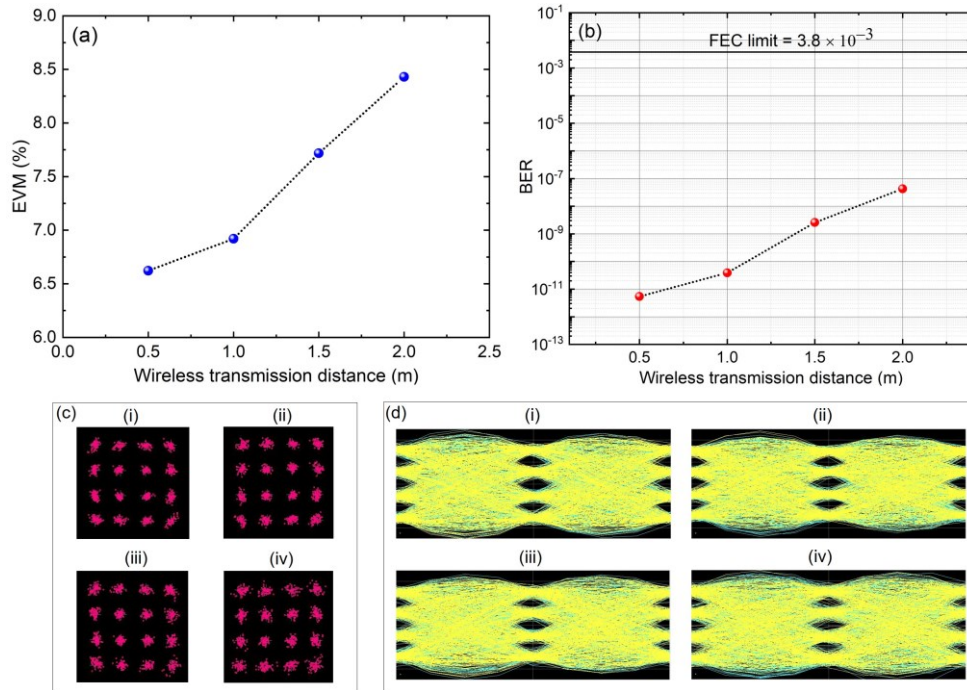 (a)
9.0
8.5
8.0
7.5
7.0
6.5
6.0
EVM (%)
0.0 0.5 1.0 1.5 2.0 2.5
Wireless transmission distance (m)
(b)
FEC limit = 3.8 × 10⁻³
10⁻¹
10⁻³
10⁻⁵
10⁻⁷
10⁻⁹
10⁻¹¹
10⁻¹³
BER
0.5 1.0 1.5 2.0
Wireless transmission distance (m)
(c)
(i) (ii)
(iii) (iv)
(d)
(i) (ii)
(iii) (iv)